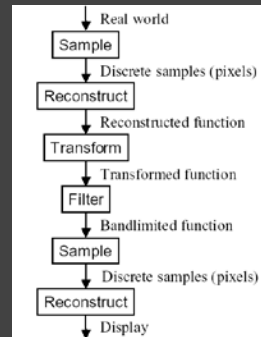 Real world
Sample
Discrete samples (pixels)
Reconstruct
Reconstructed function
Transform
Transformed function
Filter
Bandlimited function
Sample
Discrete samples (pixels)
Reconstruct
Display